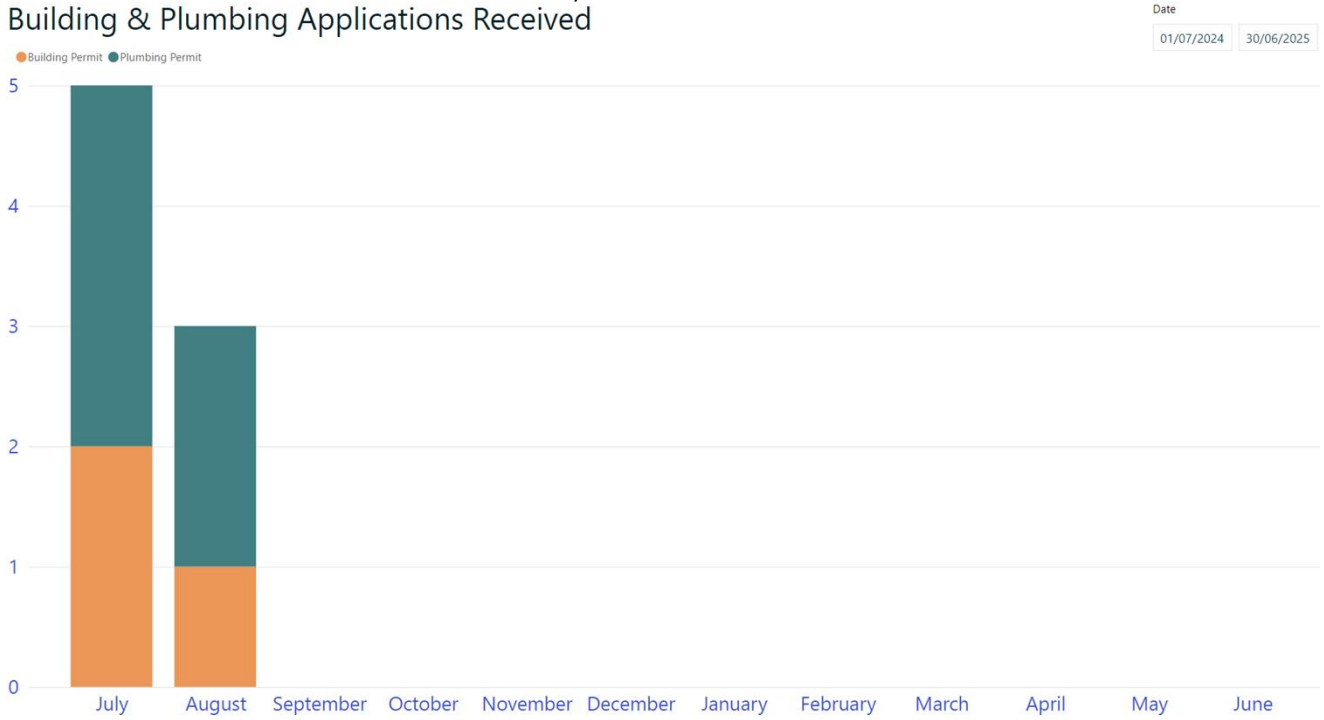 Building & Plumbing Applications Received
Date
01/07/2024 30/06/2025
Building Permit Plumbing Permit
5
4
3
2
1
0
July August September October November December January February March April May June